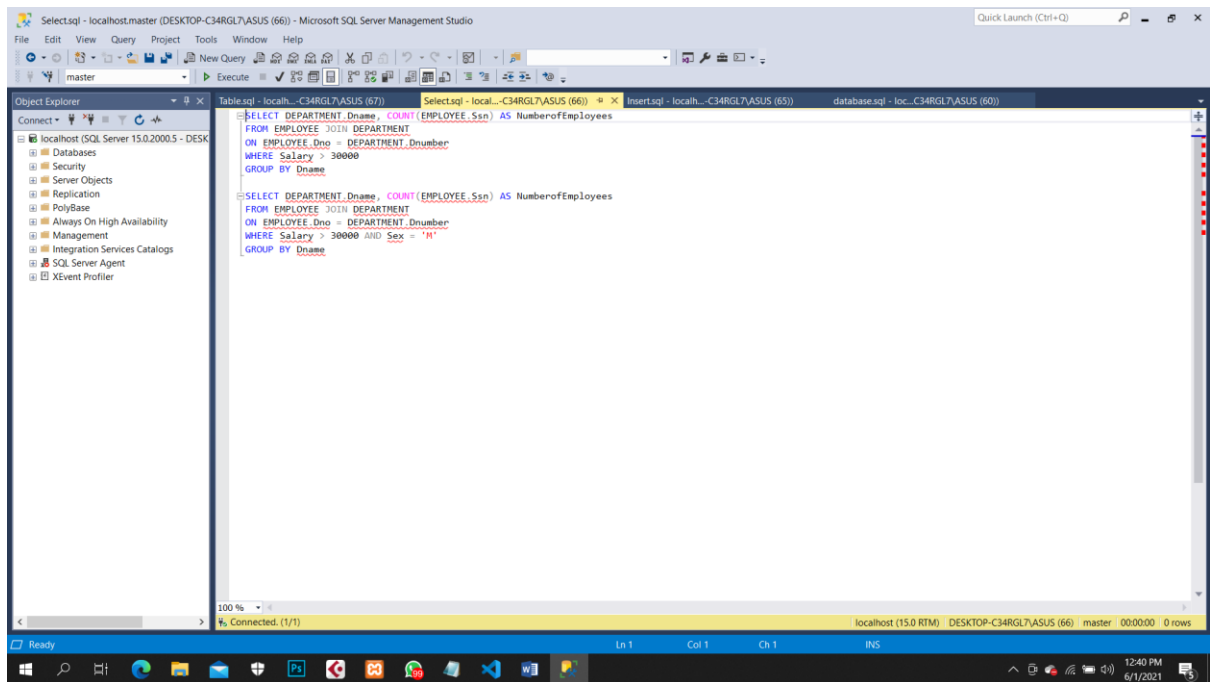 Select.sql - localhost.master (DESKTOP-C34RGL7\ASUS (66)) - Microsoft SQL Server Management Studio
Quick Launch (Ctrl+Q)
File Edit View Query Project Tools Window Help
New Query
master
Execute
Object Explorer
Table.sql - localh...-C34RGL7\ASUS (67))
Select.sql - local...-C34RGL7\ASUS (66))
Insert.sql - localh...-C34RGL7\ASUS (65))
database.sql - loc...C34RGL7\ASUS (60))
Connect
localhost (SQL Server 15.0.2000.5 - DESK
Databases
Security
Server Objects
Replication
PolyBase
Always On High Availability
Management
Integration Services Catalogs
SQL Server Agent
XEvent Profiler
SELECT DEPARTMENT.Dname, COUNT(EMPLOYEE.Ssn) AS NumberofEmployees
FROM EMPLOYEE JOIN DEPARTMENT
ON EMPLOYEE.Dno = DEPARTMENT.Dnumber
WHERE Salary > 30000
GROUP BY Dname
SELECT DEPARTMENT.Dname, COUNT(EMPLOYEE.Ssn) AS NumberofEmployees
FROM EMPLOYEE JOIN DEPARTMENT
ON EMPLOYEE.Dno = DEPARTMENT.Dnumber
WHERE Salary > 30000 AND Sex = 'M'
GROUP BY Dname
100 %
Connected. (1/1)
localhost (15.0 RTM) DESKTOP-C34RGL7\ASUS (66) master 00:00:00 0 rows
Ready
Ln 1 Col 1 Ch 1 INS
Ps
12:40 PM
6/1/2021